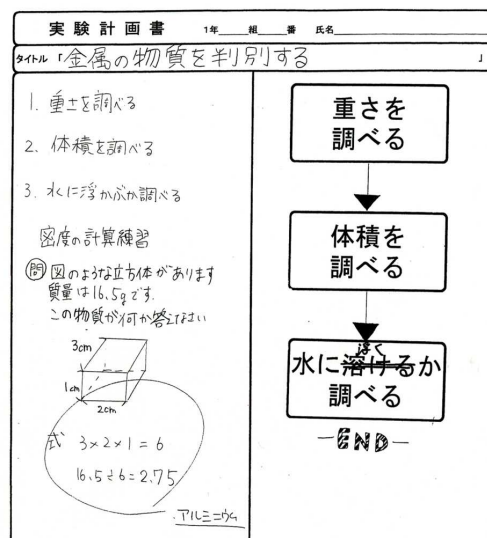 実験計画書 1年 組 番 氏名
タイトル「金属の物質を判別する」
1. 重さを調べる
2. 体積を調べる
3. 水に浮かぶか調べる
密度の計算練習
問 図のような立方体があります
質量は16.5gです.
この物質が何か答えなさい
3cm
1cm
2cm
式 3×2×1=6
16.5÷6=2.75
アルミニウム
重さを
調べる
体積を
調べる
浮く
水に溶けるか
調べる
-END-